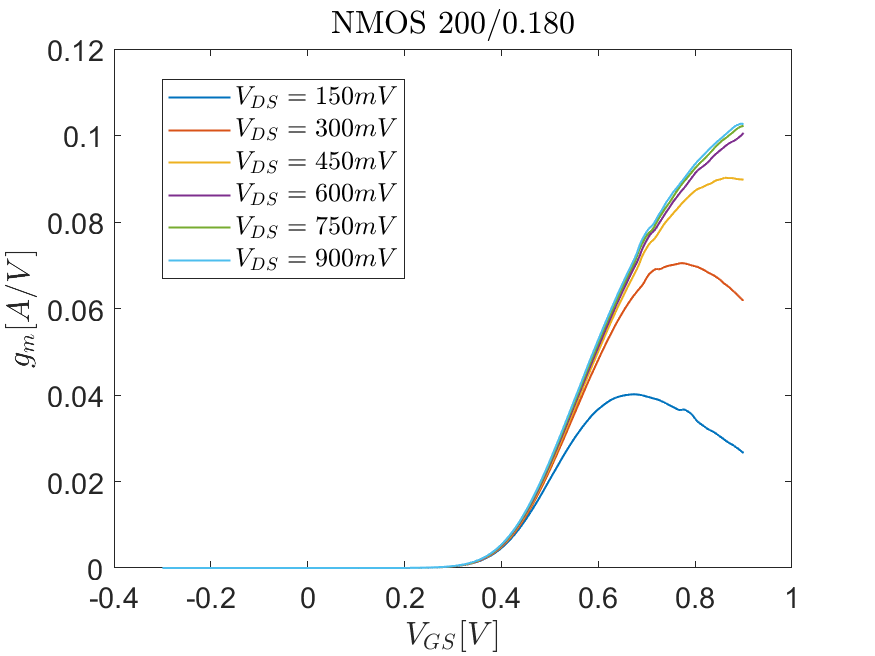 NMOS 200/0.180
0.12
0.1
0.08
0.06
0.04
0.02
0
g_m[A/V]
V_DS = 150mV
V_DS = 300mV
V_DS = 450mV
V_DS = 600mV
V_DS = 750mV
V_DS = 900mV
-0.4 -0.2 0 0.2 0.4 0.6 0.8 1
V_GS[V]